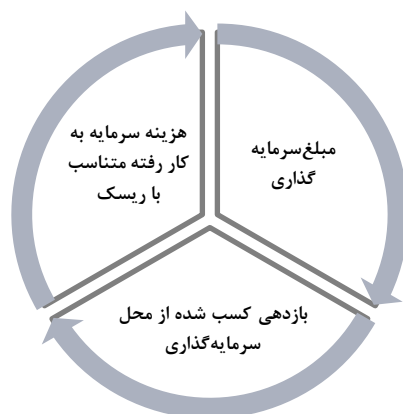 مبلغ‌سرمایه
گذاری
بازدهی کسب شده از محل
سرمایه‌گذاری
هزینه سرمایه به
کار رفته متناسب
با ریسک